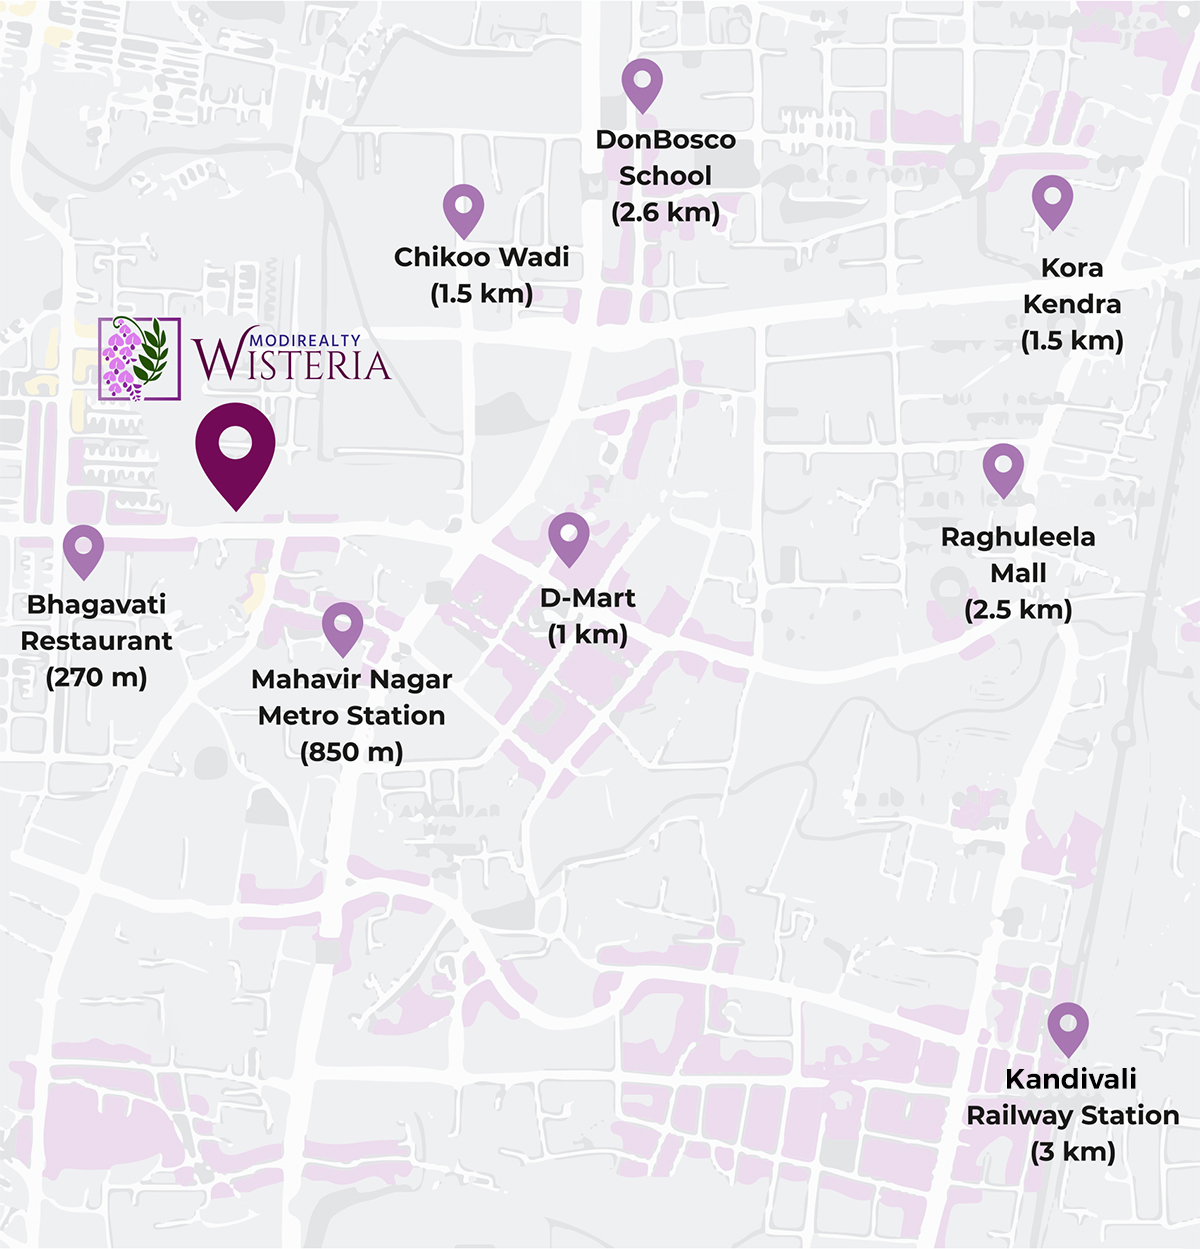 DonBosco
School
(2.6 km)
Chikoo Wadi
(1.5 km)
Kora
Kendra
(1.5 km)
MODIREALTY
WISTERIA
Raghuleela
Mall
(2.5 km)
D-Mart
(1 km)
Bhagavati
Restaurant
(270 m)
Mahavir Nagar
Metro Station
(850 m)
Kandivali
Railway Station
(3 km)